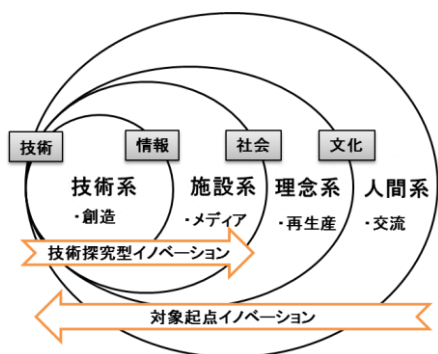 技術
情報
社会
文化
技術系
施設系
理念系
人間系
・創造
・メディア
・再生産
・交流
技術探究型イノベーション
対象起点イノベーション